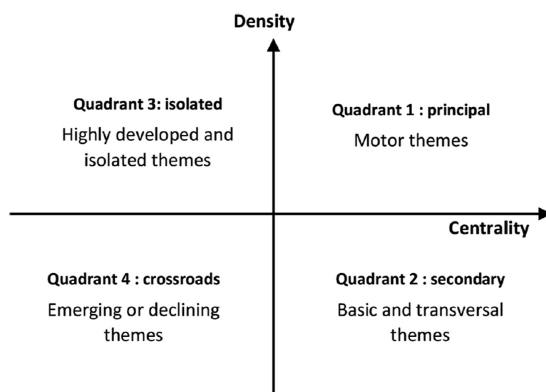 Density
Quadrant 3: isolated
Highly developed and
isolated themes
Quadrant 1 : principal
Motor themes
Centrality
Quadrant 4 : crossroads
Emerging or declining
themes
Quadrant 2 : secondary
Basic and transversal
themes